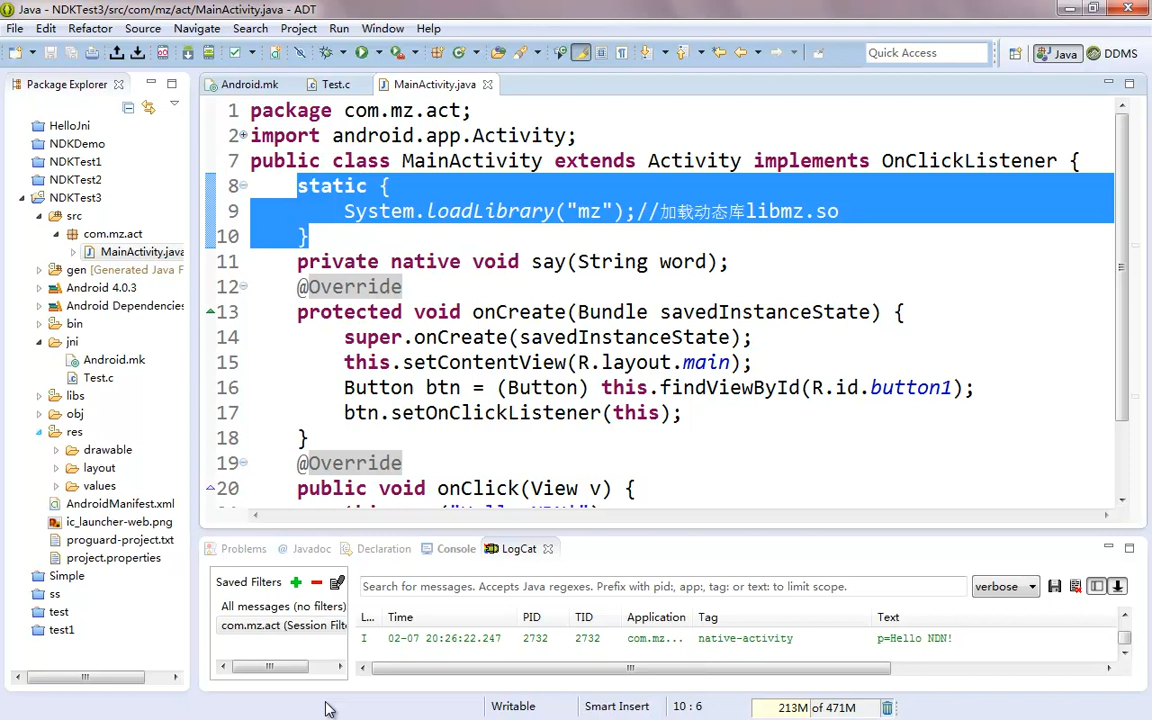 Java - NDKTest3/src/com/mz/act/MainActivity.java - ADT
File Edit Refactor Source Navigate Search Project Run Window Help
Quick Access Java DDMS
Package Explorer
HelloJni
NDKDemo
NDKTest1
NDKTest2
NDKTest3
src
com.mz.act
MainActivity.java
gen [Generated Java F
Android 4.0.3
Android Dependencies
bin
jni
Android.mk
Test.c
libs
obj
res
drawable
layout
values
AndroidManifest.xml
ic_launcher-web.png
proguard-project.txt
project.properties
Simple
ss
test
test1
Android.mk Test.c MainActivity.java
1 package com.mz.act;
2 import android.app.Activity;
7 public class MainActivity extends Activity implements OnClickListener {
8 static {
9 System.loadLibrary("mz");//加载动态库libmz.so
10 }
11 private native void say(String word);
12 @Override
13 protected void onCreate(Bundle savedInstanceState) {
14 super.onCreate(savedInstanceState);
15 this.setContentView(R.layout.main);
16 Button btn = (Button) this.findViewById(R.id.button1);
17 btn.setOnClickListener(this);
18 }
19 @Override
20 public void onClick(View v) {
Problems Javadoc Declaration Console LogCat
Saved Filters
All messages (no filters)
com.mz.act (Session Filte
Search for messages. Accepts Java regexes. Prefix with pid:, app:, tag: or text: to limit scope.
verbose
L... Time PID TID Application Tag Text
I 02-07 20:26:22.247 2732 2732 com.mz... native-activity p=Hello NDN!
Writable Smart Insert 10 : 6 213M of 471M